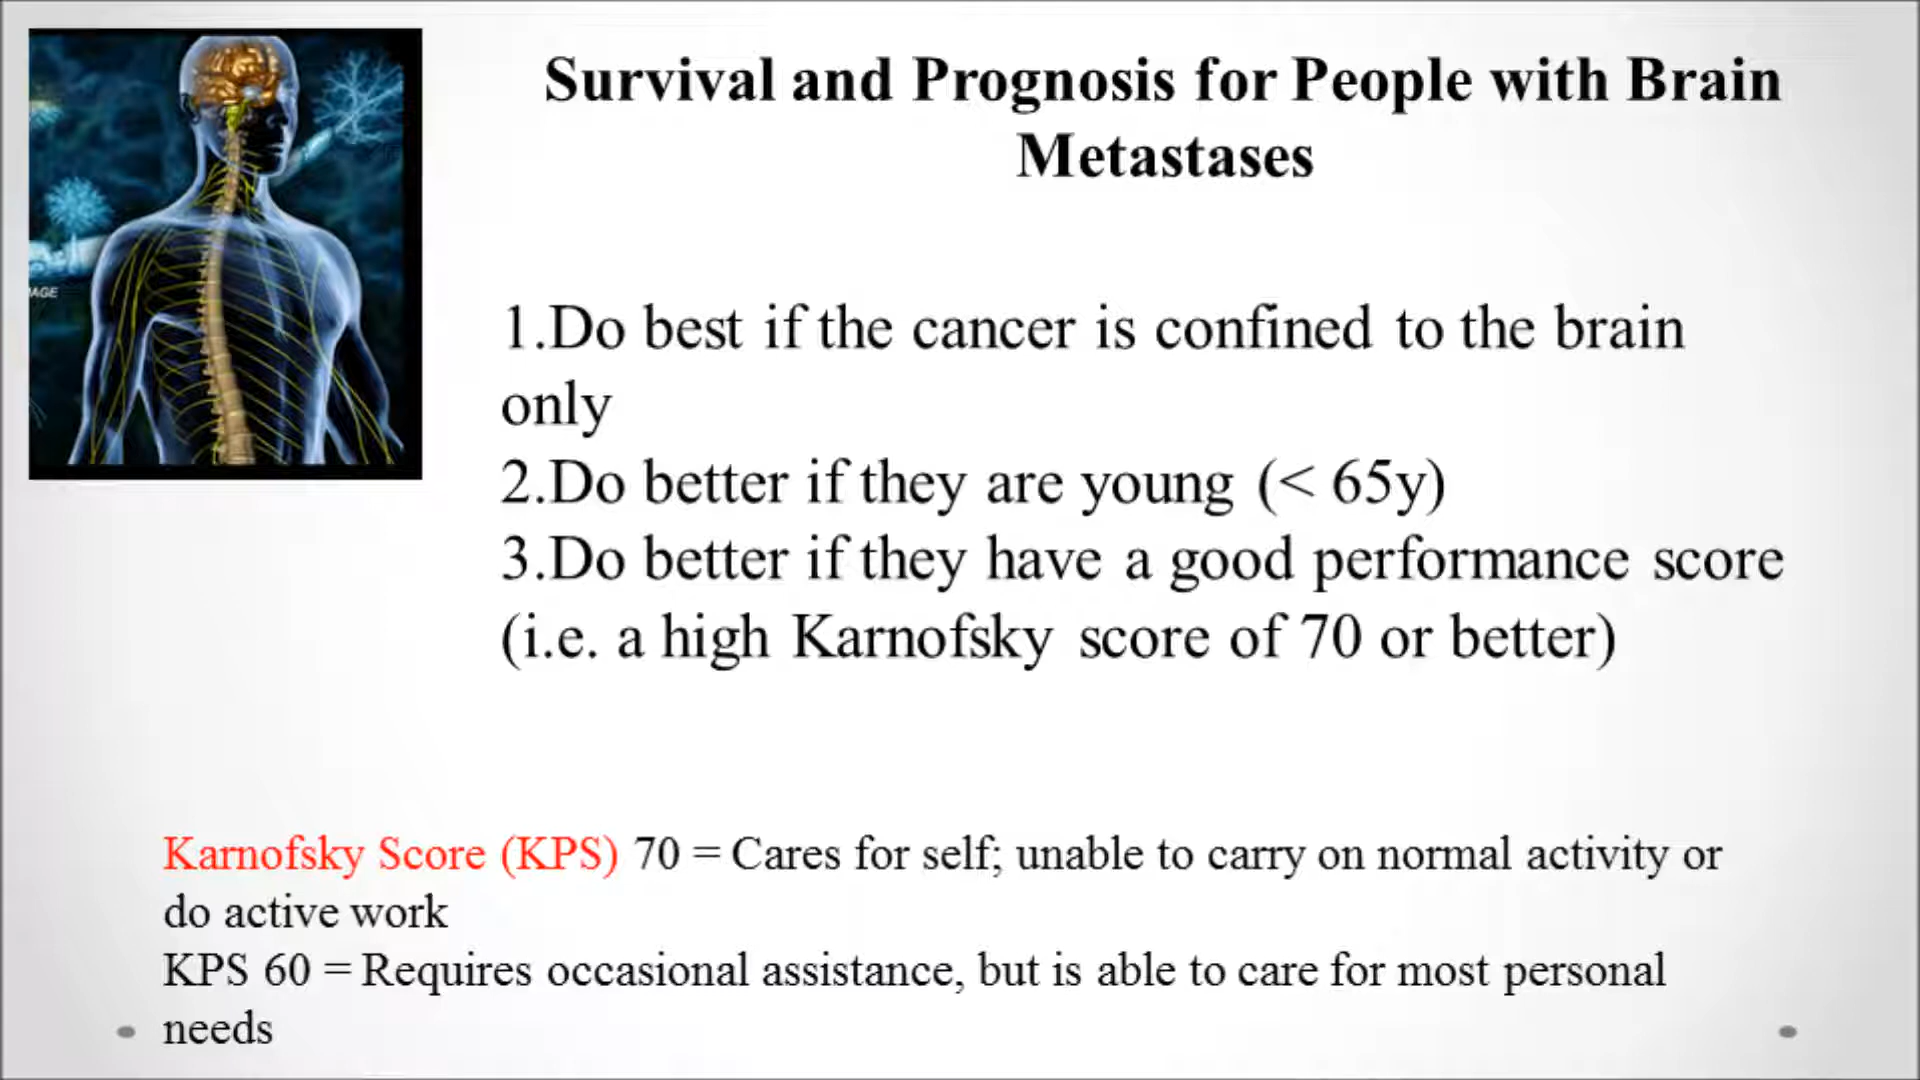 Survival and Prognosis for People with Brain
Metastases
AGE
1.Do best if the cancer is confined to the brain
only
2.Do better if they are young (< 65y)
3.Do better if they have a good performance score
(i.e. a high Karnofsky score of 70 or better)
Karnofsky Score (KPS) 70 = Cares for self; unable to carry on normal activity or
do active work
KPS 60 = Requires occasional assistance, but is able to care for most personal
needs